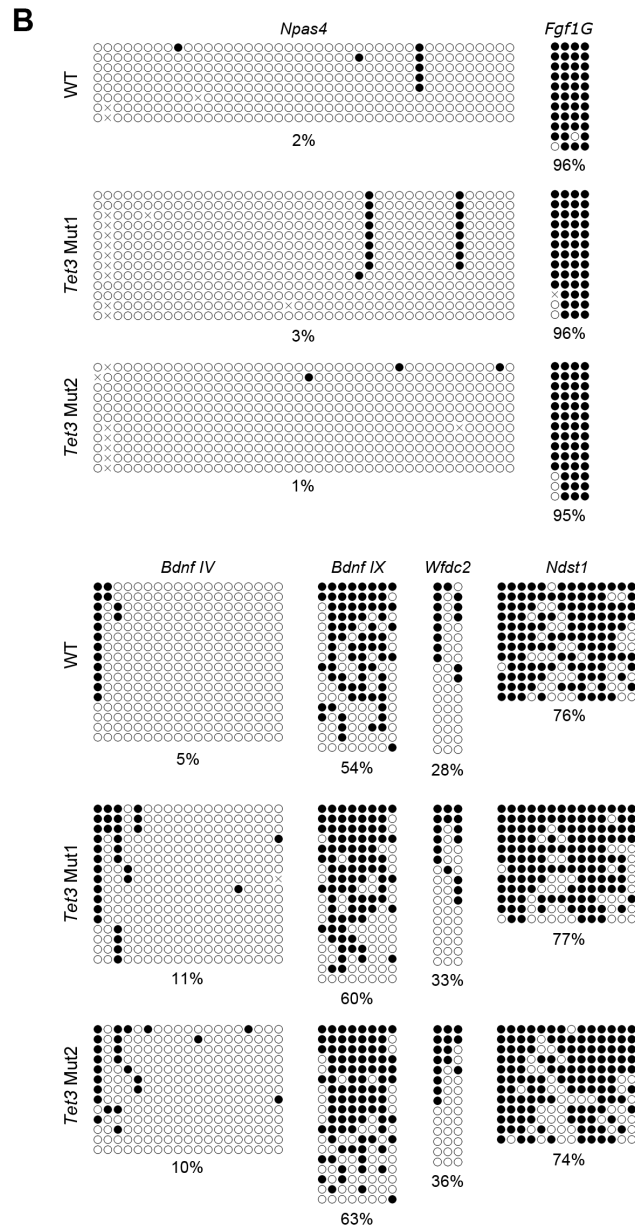 B
Npas4 Fgf1G
WT
2% 96%
Tet3 Mut1
3% 96%
Tet3 Mut2
1% 95%
Bdnf IV Bdnf IX Wfdc2 Ndst1
WT
5% 54% 28% 76%
Tet3 Mut1
11% 60% 33% 77%
Tet3 Mut2
10% 63% 36% 74%